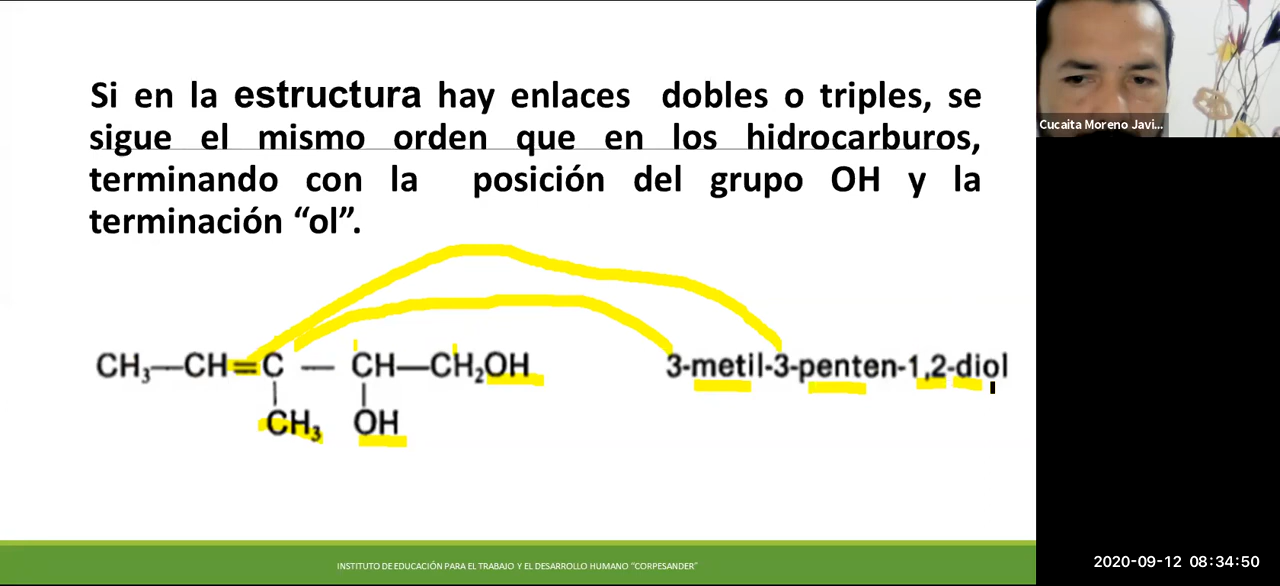 Si en la estructura hay enlaces dobles o triples, se
sigue el mismo orden que en los hidrocarburos,
terminando con la posición del grupo OH y la
terminación “ol”.
CH₃—CH=C — CH—CH₂OH
CH₃ OH
3-metil-3-penten-1,2-diol
INSTITUTO DE EDUCACIÓN PARA EL TRABAJO Y EL DESARROLLO HUMANO “CORPESANDER”
Cucaita Moreno Javi...
2020-09-12 08:34:50